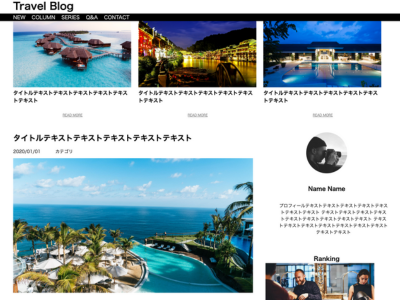 Travel Blog
NEW COLUMN SERIES Q&A CONTACT
タイトルテキストテキストテキストテキストテキストテキスト
タイトルテキストテキストテキストテキストテキストテキスト
タイトルテキストテキストテキストテキストテキストテキスト
READ MORE
READ MORE
READ MORE
タイトルテキストテキストテキストテキストテキスト
2020/01/01 カテゴリ
Name Name
プロフィールテキストテキストテキストテキストテキス
トテキストテキスト テキストテキストテキストテキス
トテキストテキストテキストテキストテキスト テキス
トテキストテキストテキストテキストテキストテキスト
テキストテキスト
Ranking